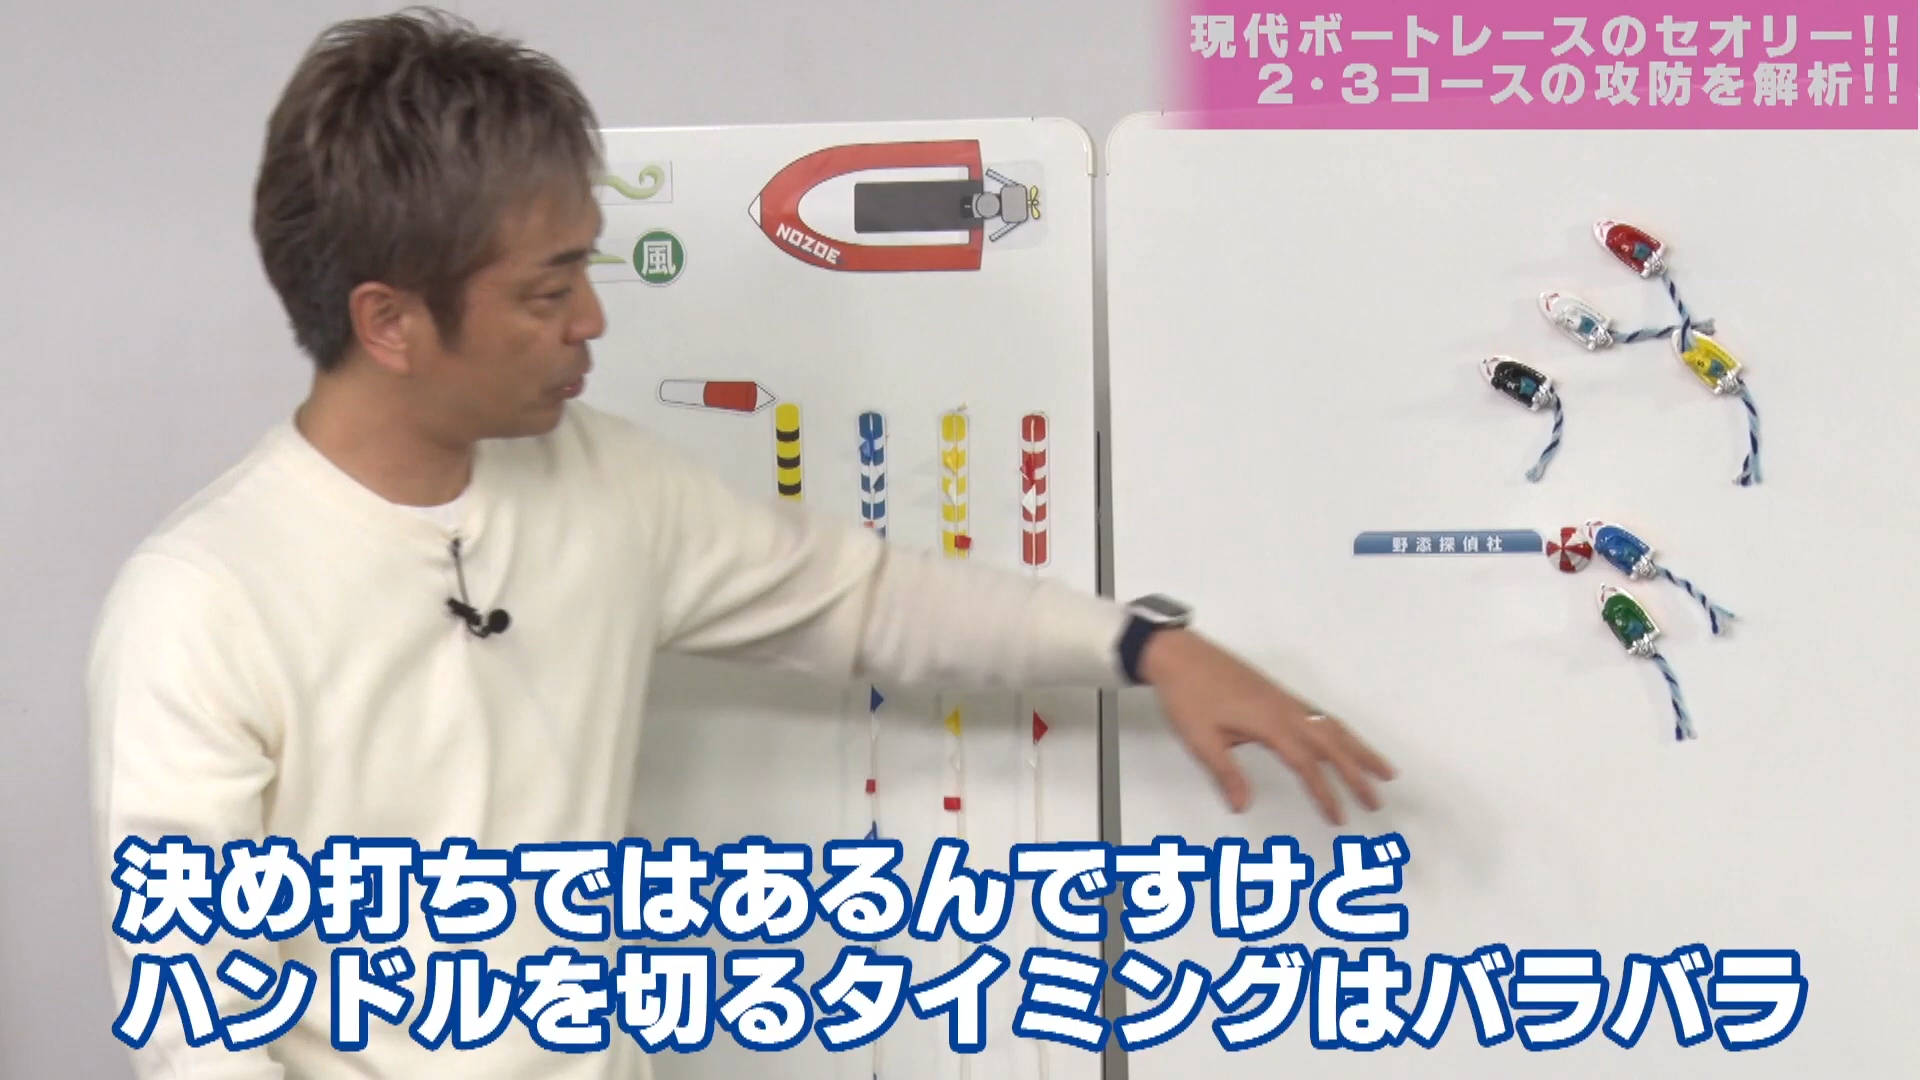 現代ボートレースのセオリー!!
2・3コースの攻防を解析!!
NOZOE
風
野添探偵社
決め打ちではあるんですけど
ハンドルを切るタイミングはバラバラ